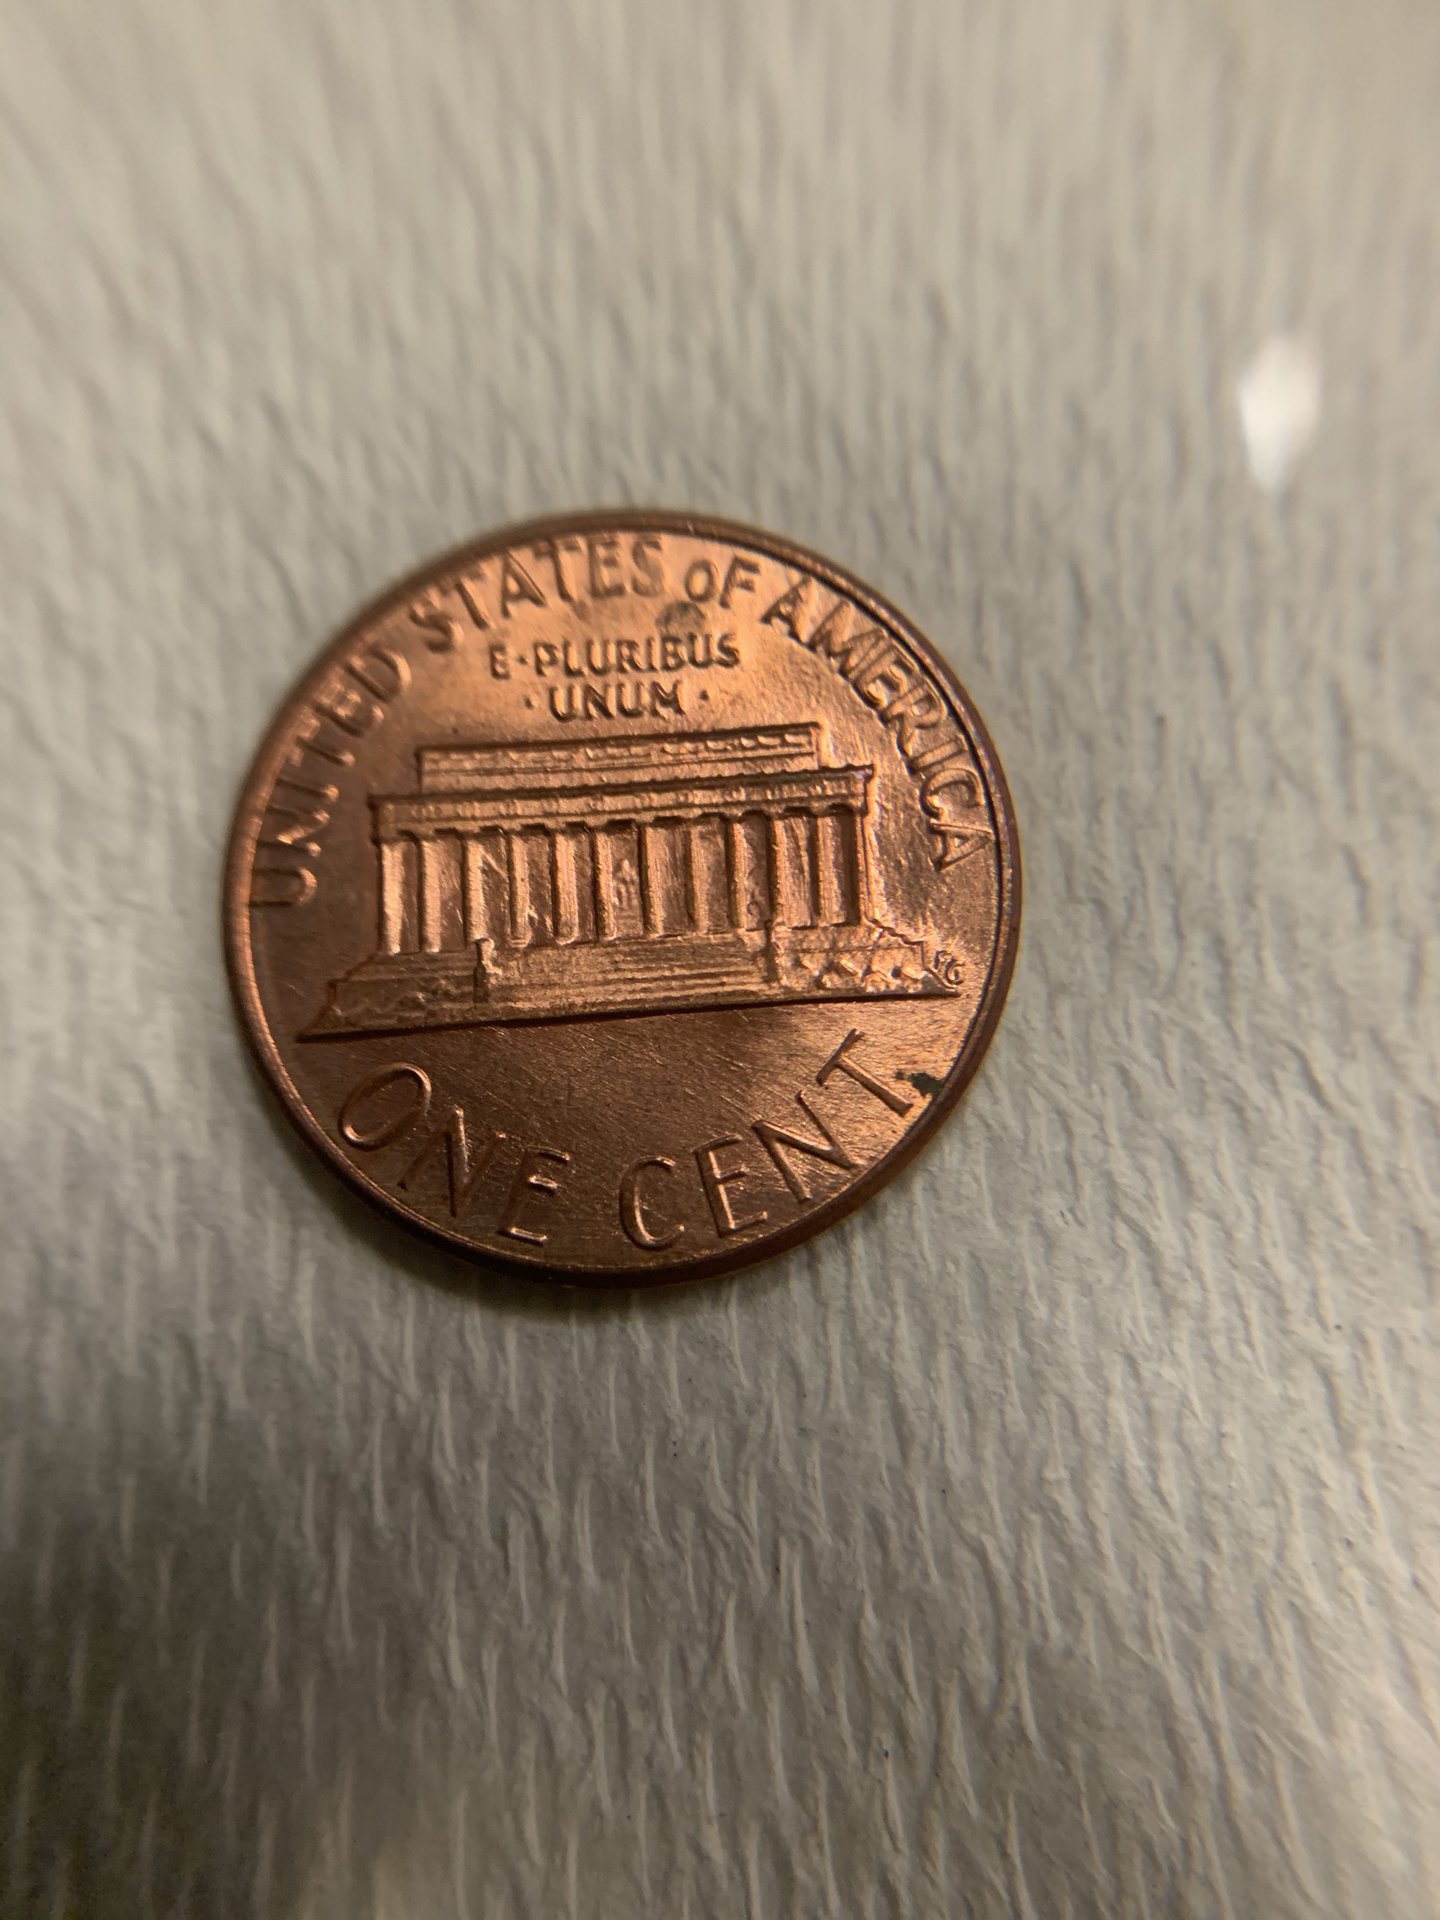 UNITED STATES OF AMERICA
E·PLURIBUS
·UNUM·
FG
ONE CENT